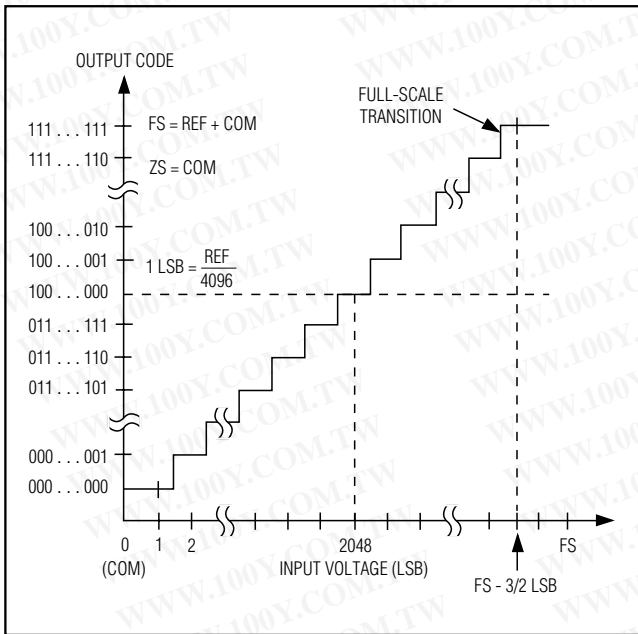 OUTPUT CODE
FULL-SCALE
TRANSITION
111 . . . 111
FS = REF + COM
111 . . . 110
ZS = COM
100 . . . 010
100 . . . 001
1 LSB = REF
4096
100 . . . 000
011 . . . 111
011 . . . 110
011 . . . 101
000 . . . 001
000 . . . 000
0 1 2 2048 FS
(COM) INPUT VOLTAGE (LSB)
FS - 3/2 LSB
WWW.100Y.COM.TW